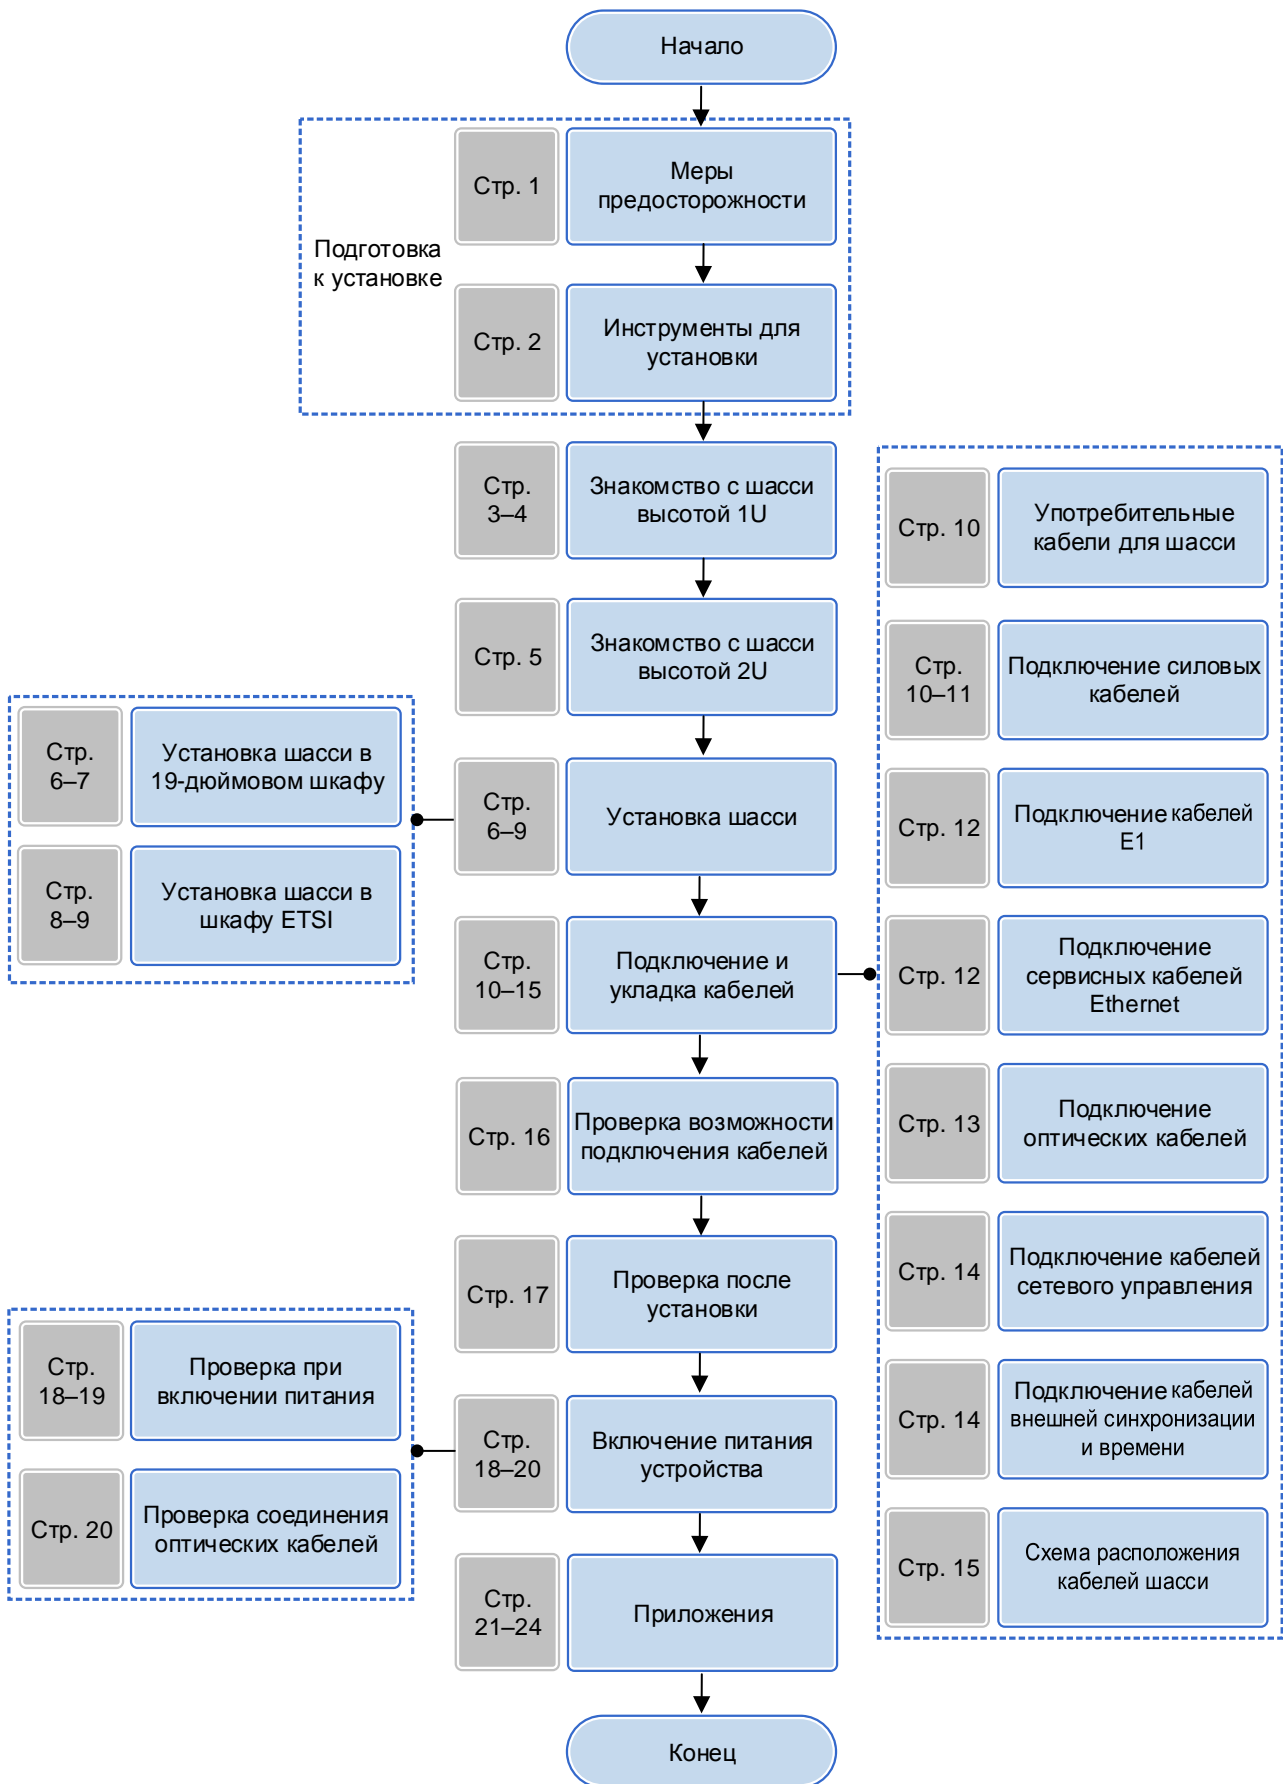 Начало
Стр. 1
Меры
предосторожности
Подготовка
к установке
Стр. 2
Инструменты для
установки
Стр.
3–4
Знакомство с шасси
высотой 1U
Стр. 5
Знакомство с шасси
высотой 2U
Стр.
6–9
Установка шасси
Стр.
6–7
Установка шасси в
19-дюймовом шкафу
Стр.
8–9
Установка шасси в
шкафу ETSI
Стр.
10–15
Подключение и
укладка кабелей
Стр. 10
Употребительные
кабели для шасси
Стр.
10–11
Подключение силовых
кабелей
Стр. 12
Подключение кабелей
E1
Стр. 12
Подключение
сервисных кабелей
Ethernet
Стр. 13
Подключение
оптических кабелей
Стр. 14
Подключение кабелей
сетевого управления
Стр. 14
Подключение кабелей
внешней синхронизации
и времени
Стр. 15
Схема расположения
кабелей шасси
Стр. 16
Проверка возможности
подключения кабелей
Стр. 17
Проверка после
установки
Стр.
18–20
Включение питания
устройства
Стр.
18–19
Проверка при
включении питания
Стр. 20
Проверка соединения
оптических кабелей
Стр.
21–24
Приложения
Конец